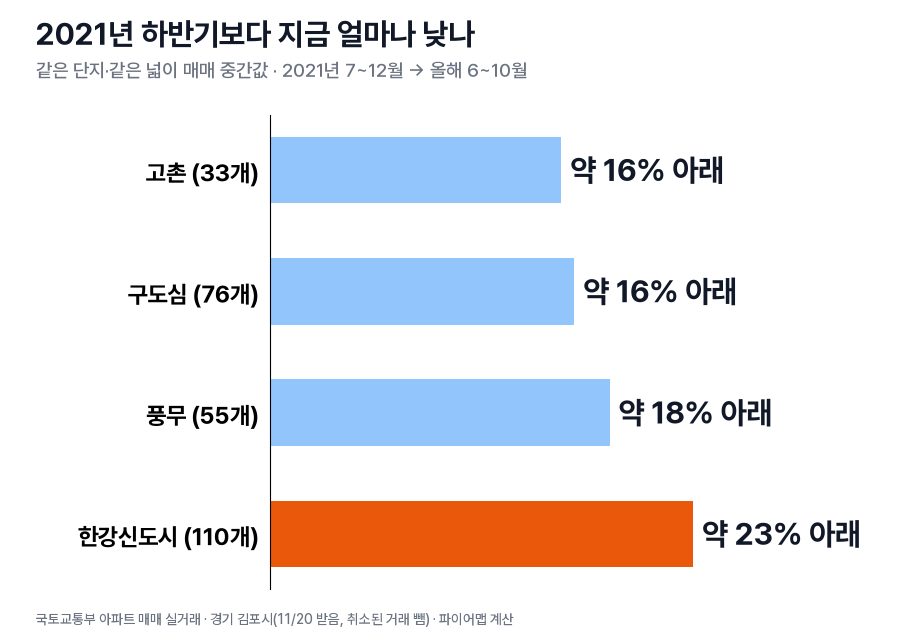 2021년 하반기보다 지금 얼마나 낮나
같은 단지·같은 넓이 매매 중간값 · 2021년 7~12월 → 올해 6~10월
고촌 (33개) 약 16% 아래
구도심 (76개) 약 16% 아래
풍무 (55개) 약 18% 아래
한강신도시 (110개) 약 23% 아래
국토교통부 아파트 매매 실거래 · 경기 김포시(11/20 받음, 취소된 거래 뺌) · 파이어맵 계산